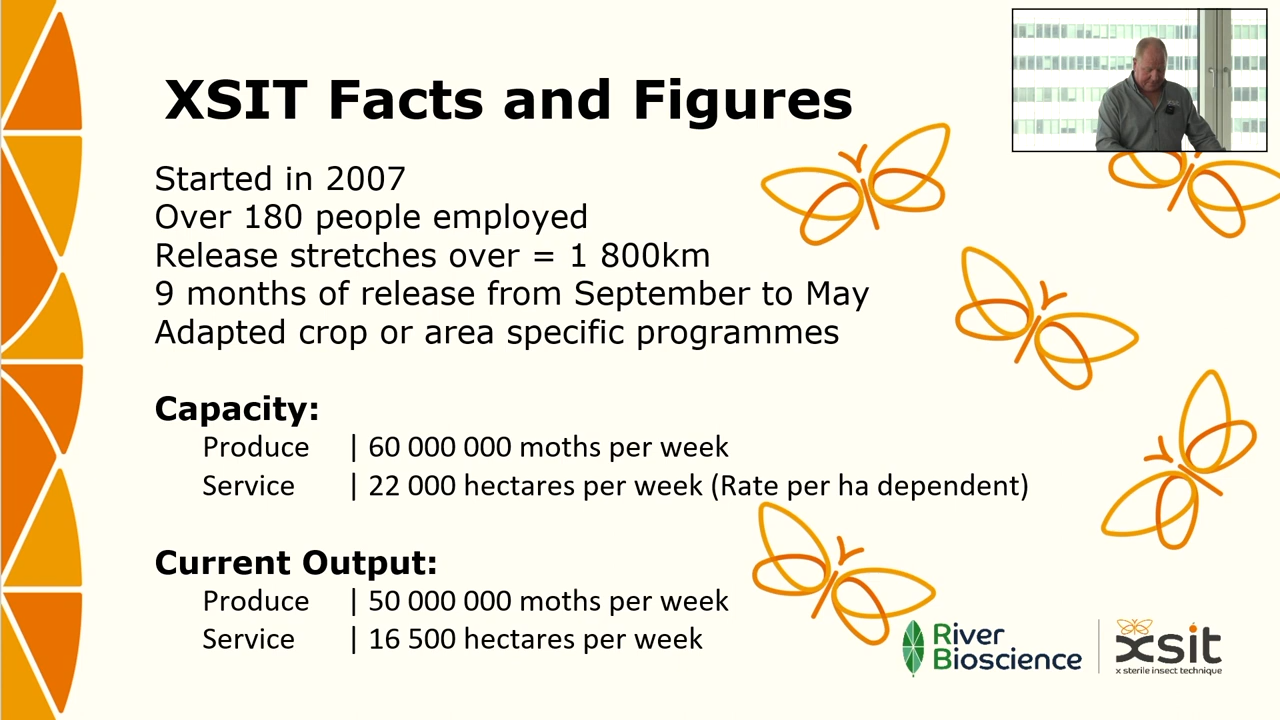 XSIT Facts and Figures
Started in 2007
Over 180 people employed
Release stretches over = 1 800km
9 months of release from September to May
Adapted crop or area specific programmes
Capacity:
Produce | 60 000 000 moths per week
Service | 22 000 hectares per week (Rate per ha dependent)
Current Output:
Produce | 50 000 000 moths per week
Service | 16 500 hectares per week
River
Bioscience
xsit
x sterile insect technique